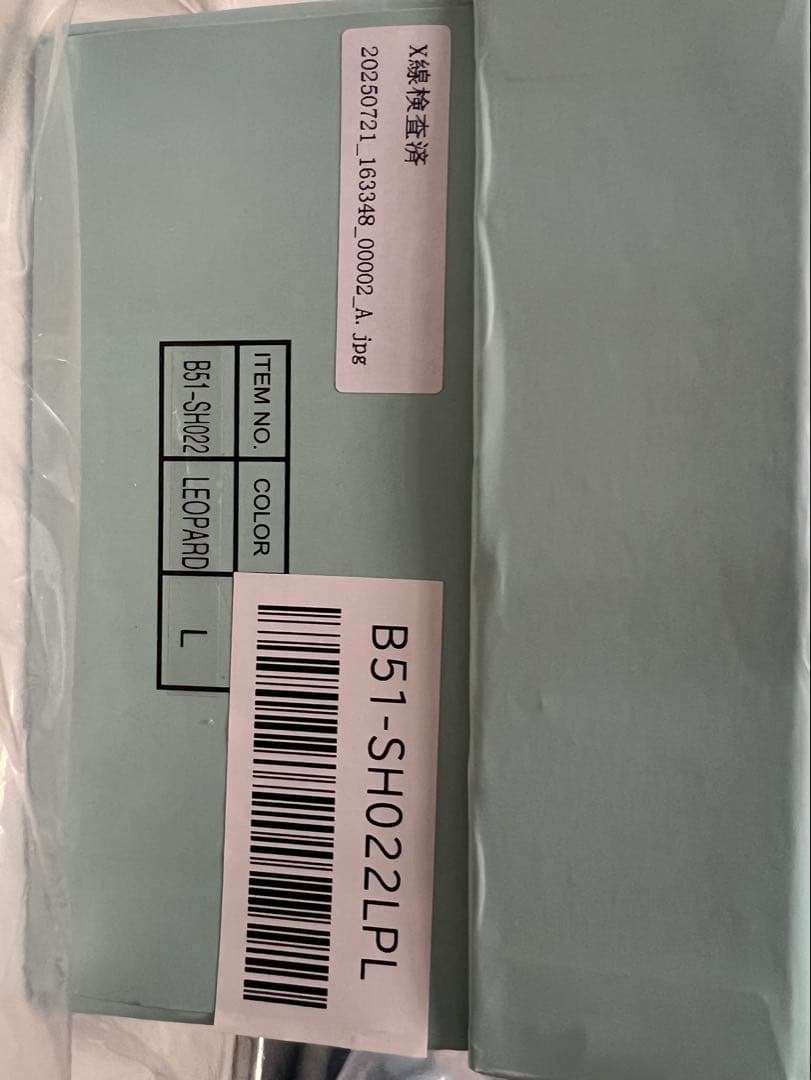 X線検査済
20250721_163348_00002_A.jpg
ITEM NO. COLOR
B51-SH022 LEOPARD L
B51-SH022LPL